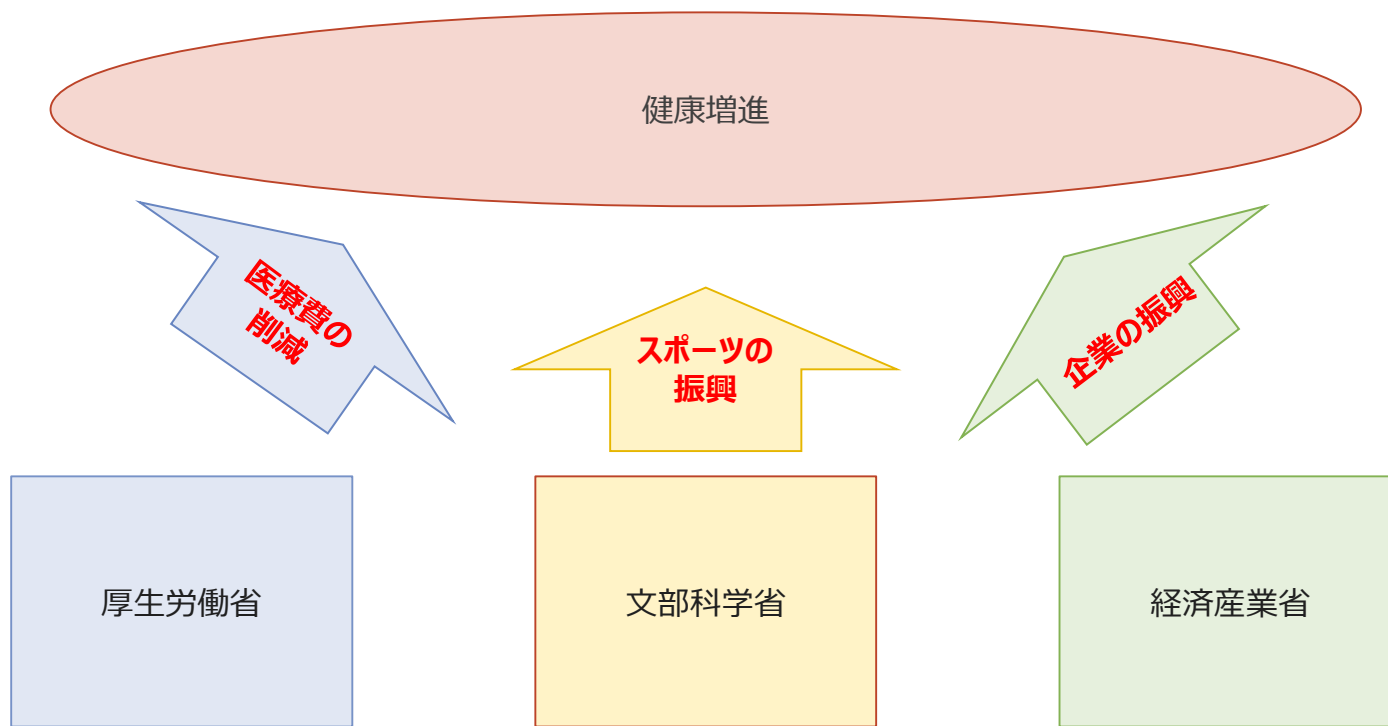 健康増進
医療費の
削減
スポーツの
振興
企業の振興
厚生労働省
文部科学省
経済産業省